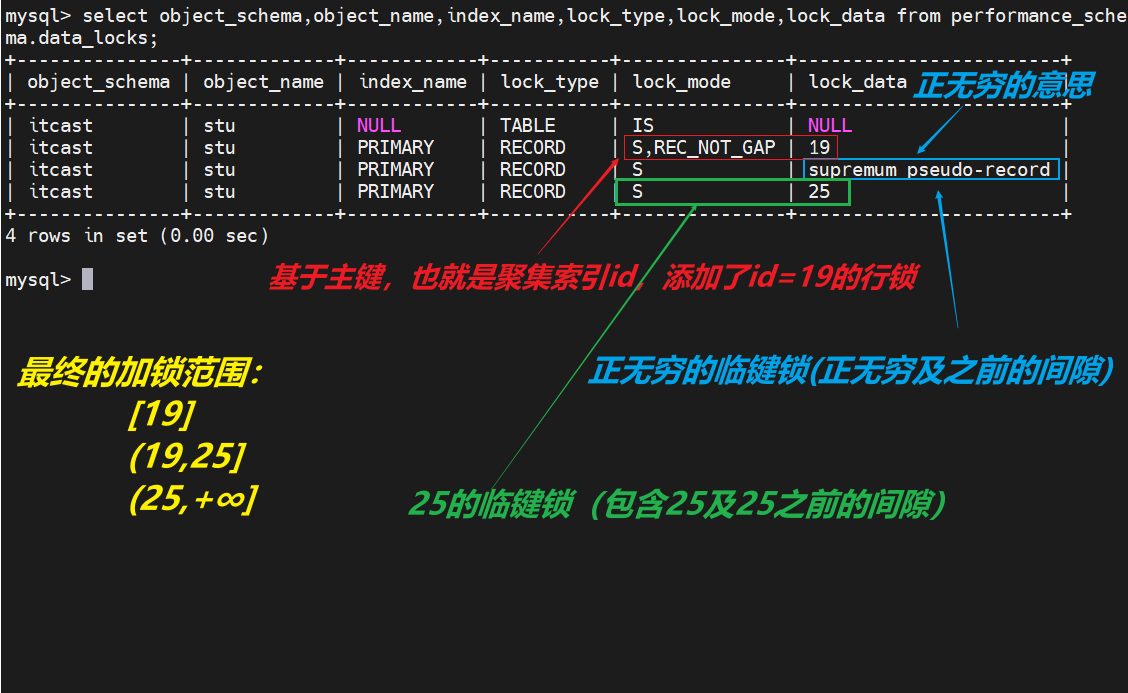 mysql> select object_schema,object_name,index_name,lock_type,lock_mode,lock_data from performance_sche
ma.data_locks;
+---------------+-------------+------------+-----------+---------------+------------------------+
| object_schema | object_name | index_name | lock_type | lock_mode | lock_data 正无穷的意思
+---------------+-------------+------------+-----------+---------------+------------------------+
| itcast | stu | NULL | TABLE | IS | NULL |
| itcast | stu | PRIMARY | RECORD | S,REC_NOT_GAP | 19 |
| itcast | stu | PRIMARY | RECORD | S | supremum pseudo-record |
| itcast | stu | PRIMARY | RECORD | S | 25 |
+---------------+-------------+------------+-----------+---------------+------------------------+
4 rows in set (0.00 sec)
mysql>
基于主键，也就是聚集索引id，添加了id=19的行锁
最终的加锁范围：
正无穷的临键锁(正无穷及之前的间隙)
[19]
(19,25]
(25,+∞]
25的临键锁（包含25及25之前的间隙）